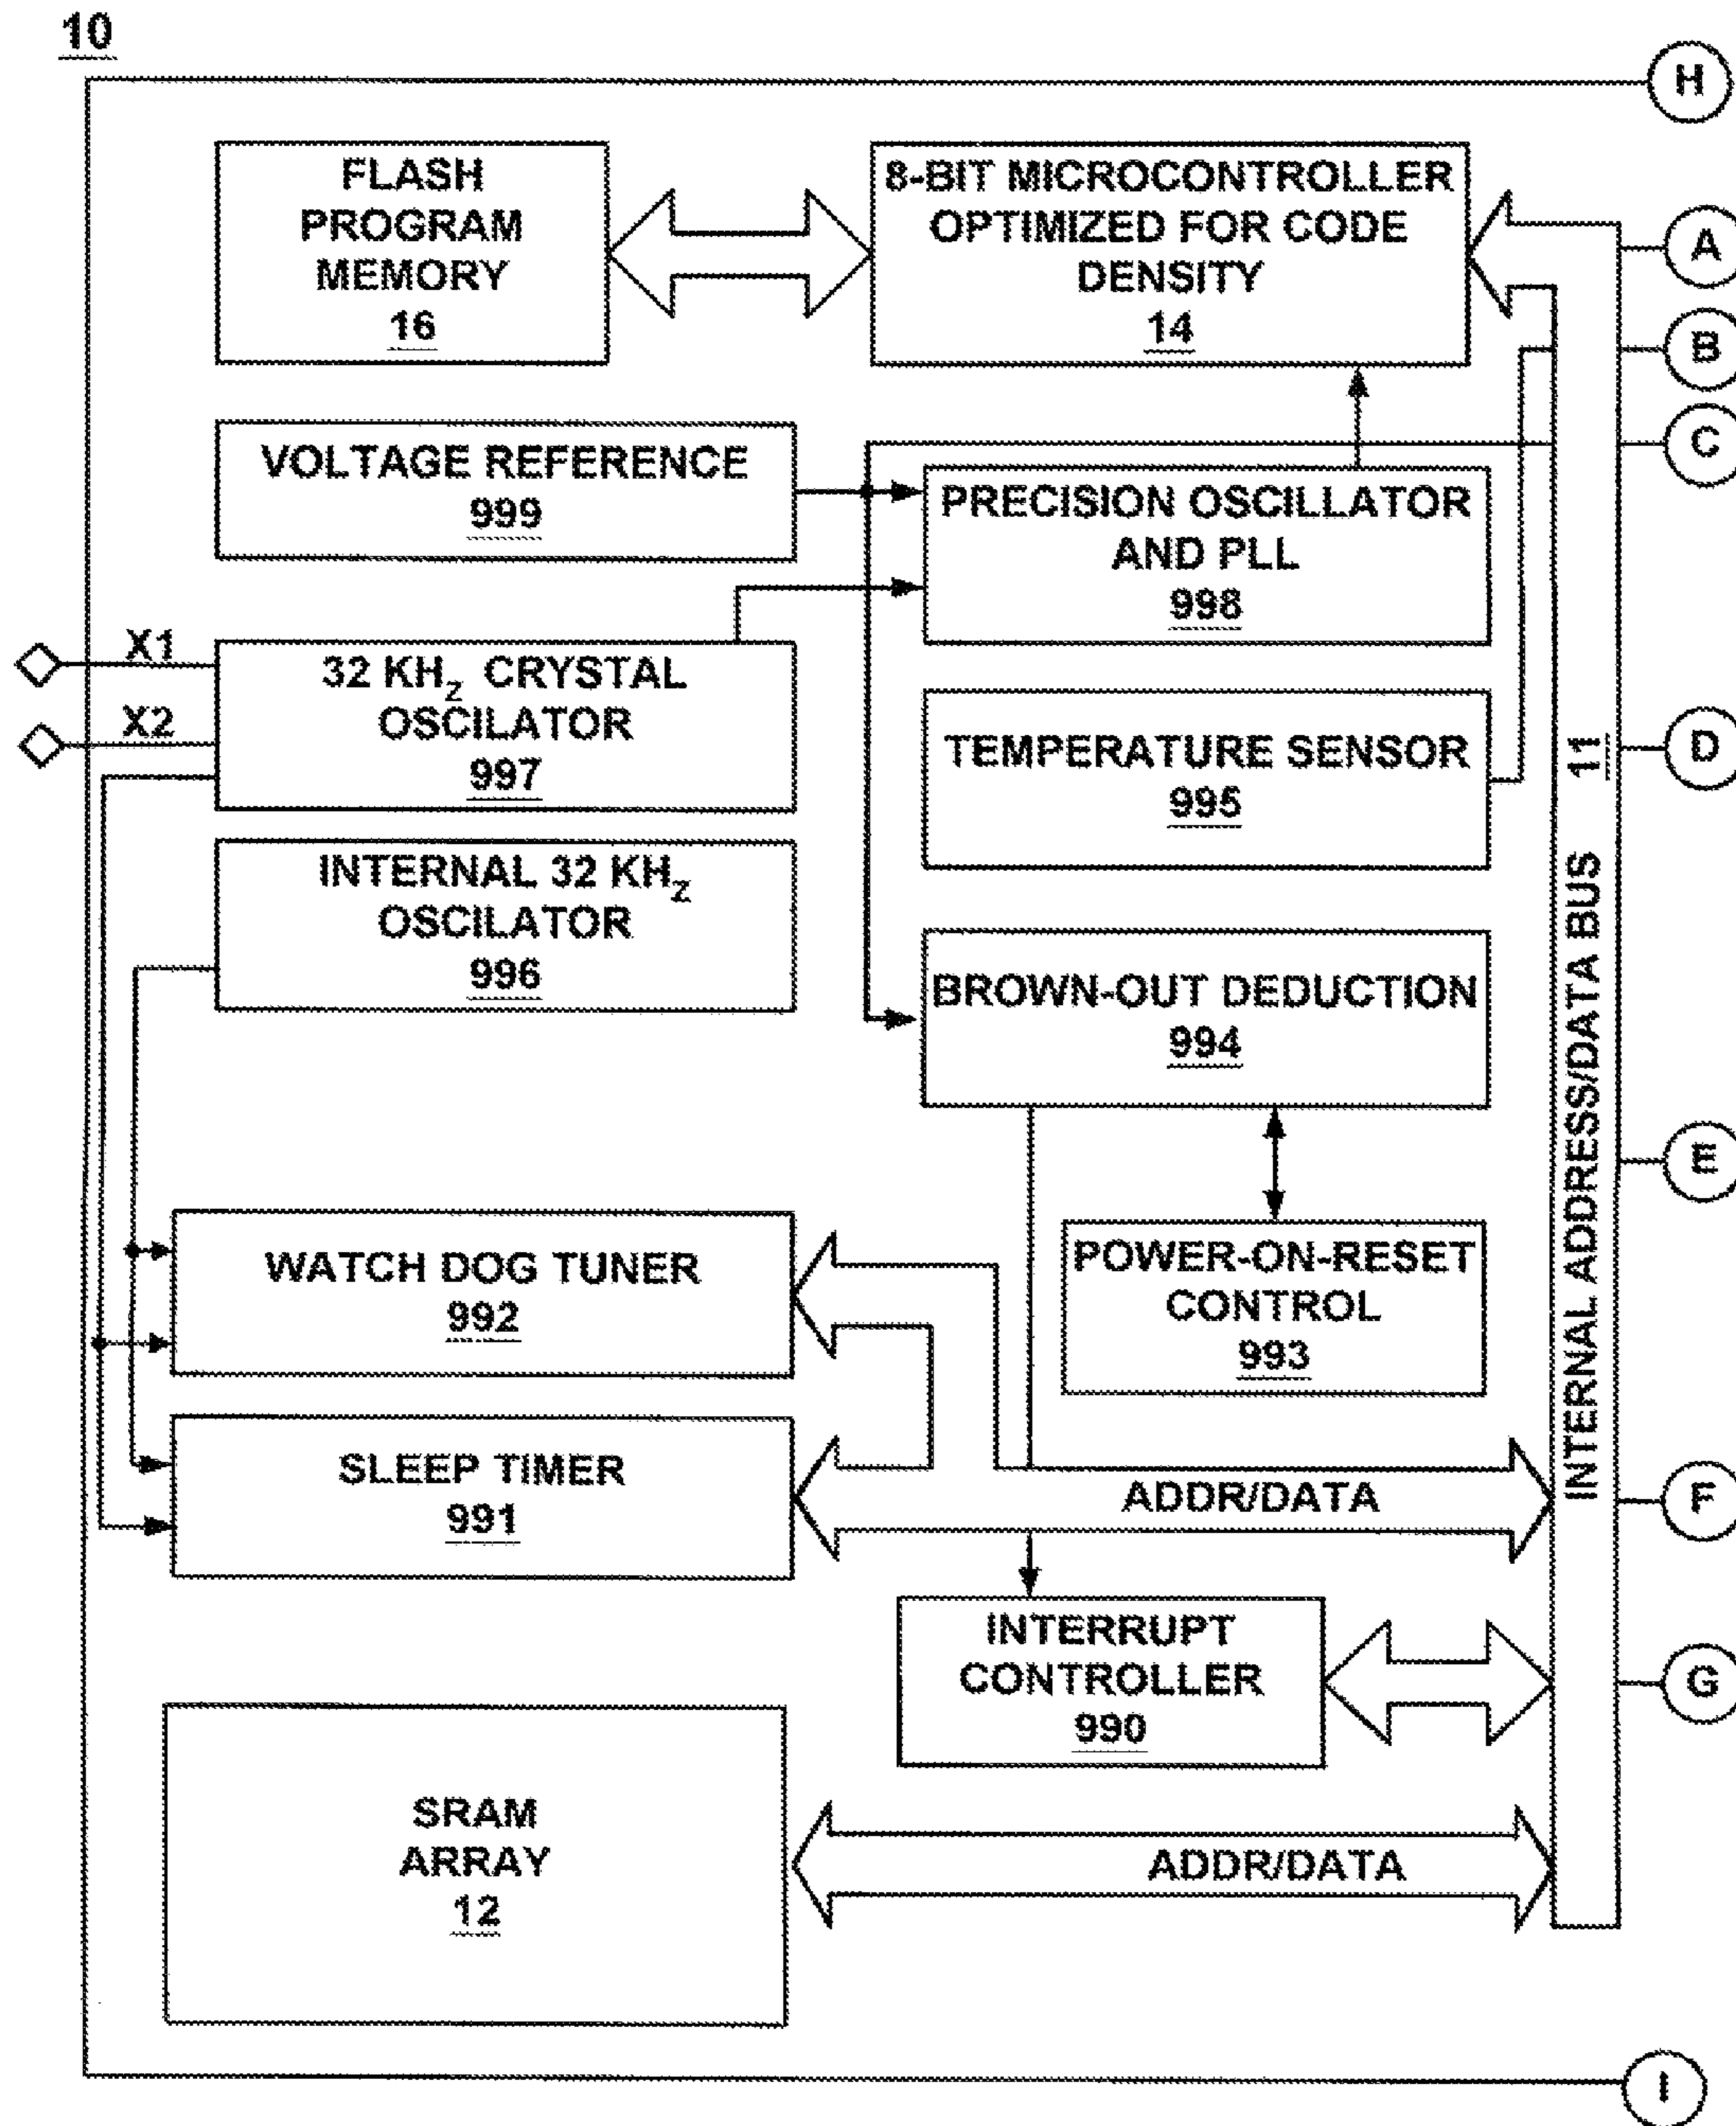 10
H
FLASH
PROGRAM
MEMORY
16
8-BIT MICROCONTROLLER
OPTIMIZED FOR CODE
DENSITY
14
A
B
C
VOLTAGE REFERENCE
999
PRECISION OSCILLATOR
AND PLL
998
X1
X2
32 KHZ CRYSTAL
OSCILATOR
997
TEMPERATURE SENSOR
995
D
INTERNAL 32 KHZ
OSCILATOR
996
BROWN-OUT DEDUCTION
994
INTERNAL ADDRESS/DATA BUS 11
E
WATCH DOG TUNER
992
POWER-ON-RESET
CONTROL
993
SLEEP TIMER
991
ADDR/DATA
F
INTERRUPT
CONTROLLER
990
G
SRAM
ARRAY
12
ADDR/DATA
I